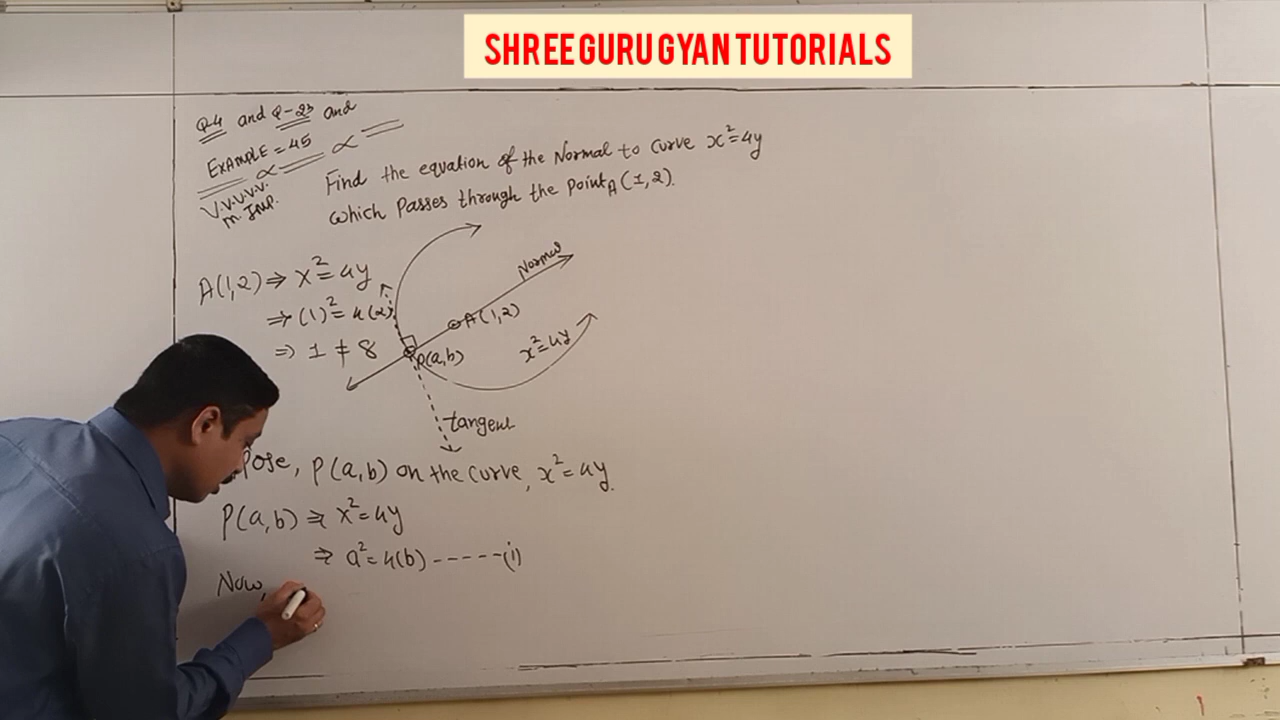 SHREE GURU GYAN TUTORIALS
Q-4 and Q-23 and
EXAMPLE = 45
V.V.V.V.V.
m. Imp.
Find the equation of the Normal to curve x²=4y
which passes through the Point A(1,2).
A(1,2) ⇒ x²=4y
⇒ (1)²=4(2)
⇒ 1 ≠ 8
Normal
A(1,2)
P(a,b)
x²=4y
tangent
pose, P(a,b) on the curve, x²=4y.
P(a,b) ⇒ x²=4y
⇒ a²=4(b) ------(i)
Now,